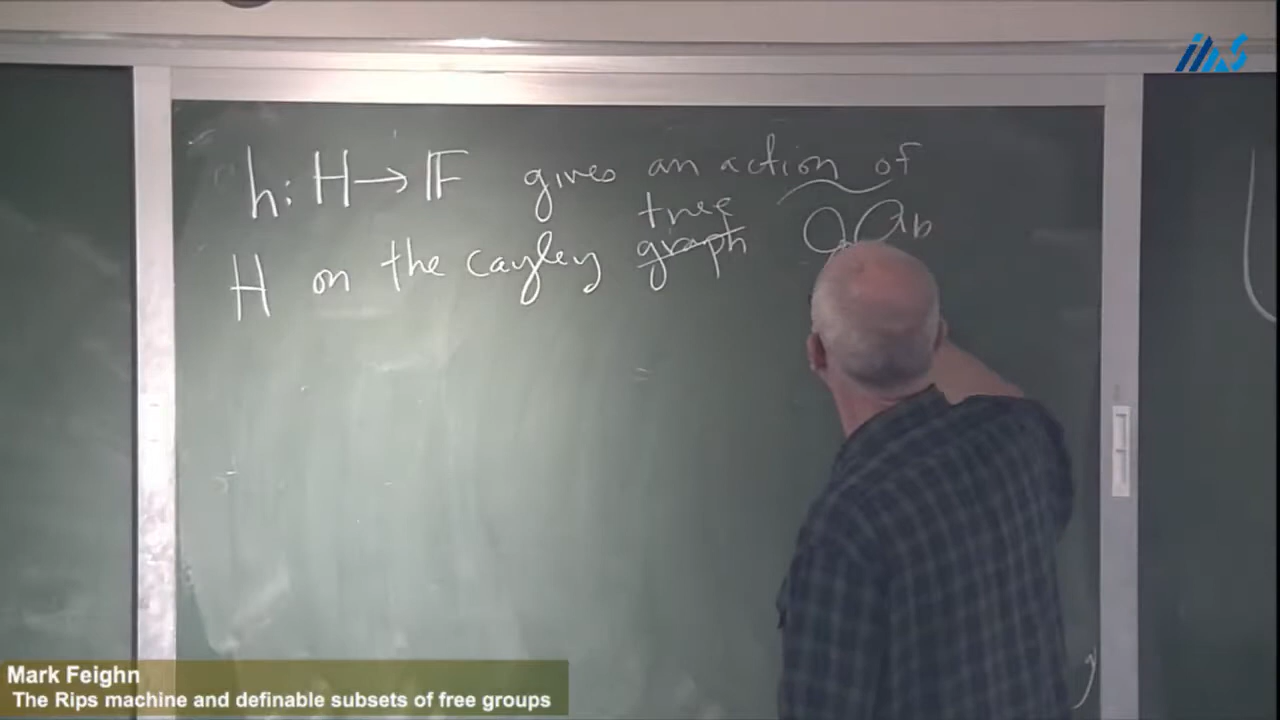 h: H → 𝔽 gives an action of
tree
H on the cayley graph
b
Mark Feighn
The Rips machine and definable subsets of free groups